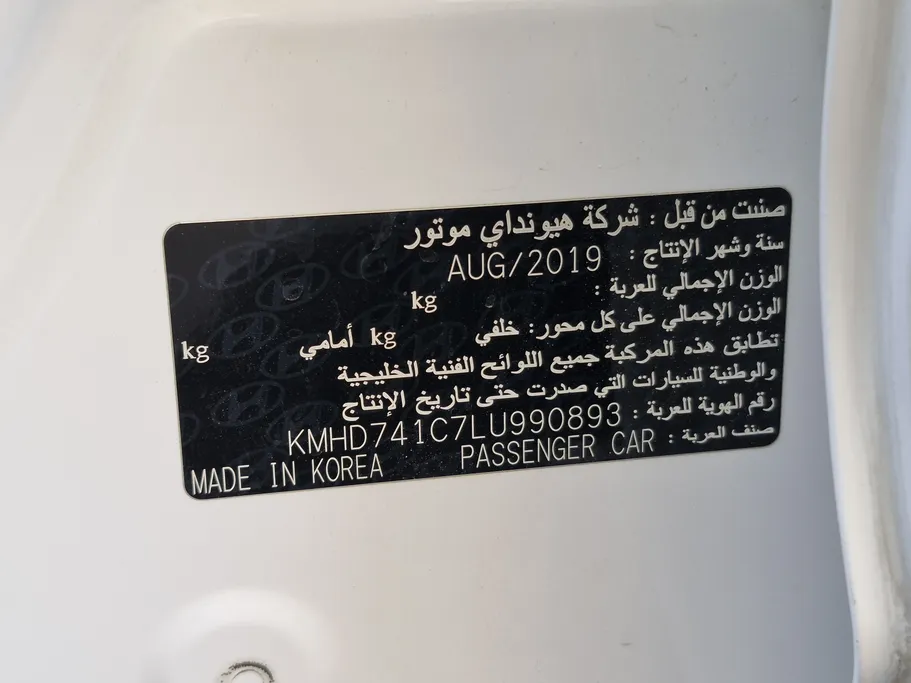 صنبت من قبل : شركة هيونداي موتور
سنة وشهر الإنتاج : AUG/2019
الوزن الإجمالي للعربة : kg
الوزن الإجمالي على كل محور: خلفي kg أمامي kg
تطابق هذه المركبة جميع اللوائح الفنية الخليجية
والوطنية للسيارات التي صدرت حتى تاريخ الإنتاج
رقم الهوية للعربة : KMHD741C7LU990893
صنف العربة : PASSENGER CAR MADE IN KOREA